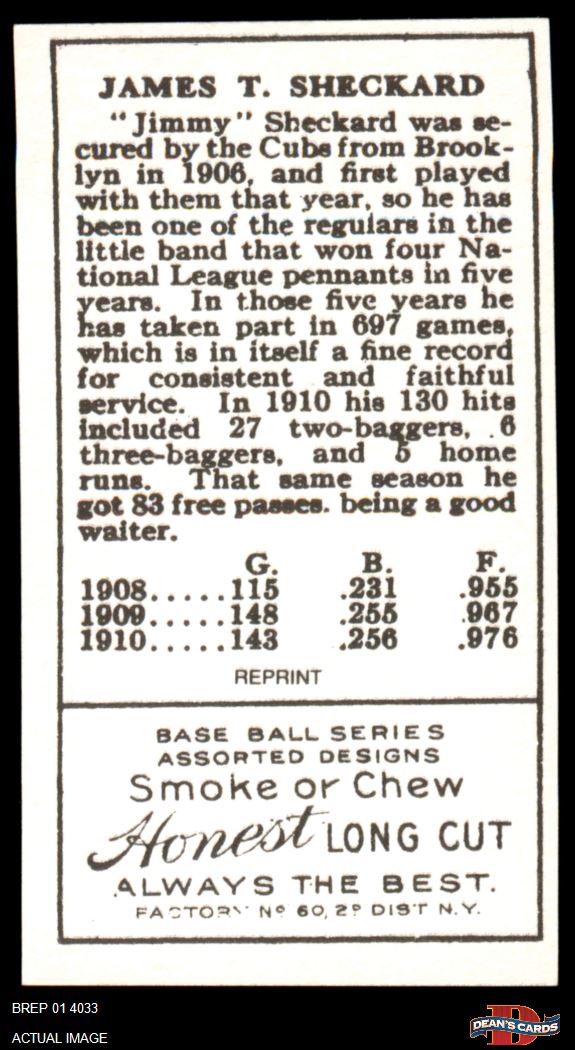 JAMES T. SHECKARD
"Jimmy" Sheckard was se-
cured by the Cubs from Brook-
lyn in 1906, and first played
with them that year, so he has
been one of the regulars in the
little band that won four Na-
tional League pennants in five
years. In those five years he
has taken part in 697 games,
which is in itself a fine record
for consistent and faithful
service. In 1910 his 130 hits
included 27 two-baggers, 6
three-baggers, and 5 home
runs. That same season he
got 83 free passes. being a good
waiter.
G. B. F.
1908.....115 .231 .955
1909.....148 .255 .967
1910.....143 .256 .976
REPRINT
BASE BALL SERIES
ASSORTED DESIGNS
Smoke or Chew
Honest LONG CUT
ALWAYS THE BEST.
FACTORY Nº 60, 2º DIST N.Y.
BREP 01 4033
ACTUAL IMAGE
D
DEAN'S CARDS